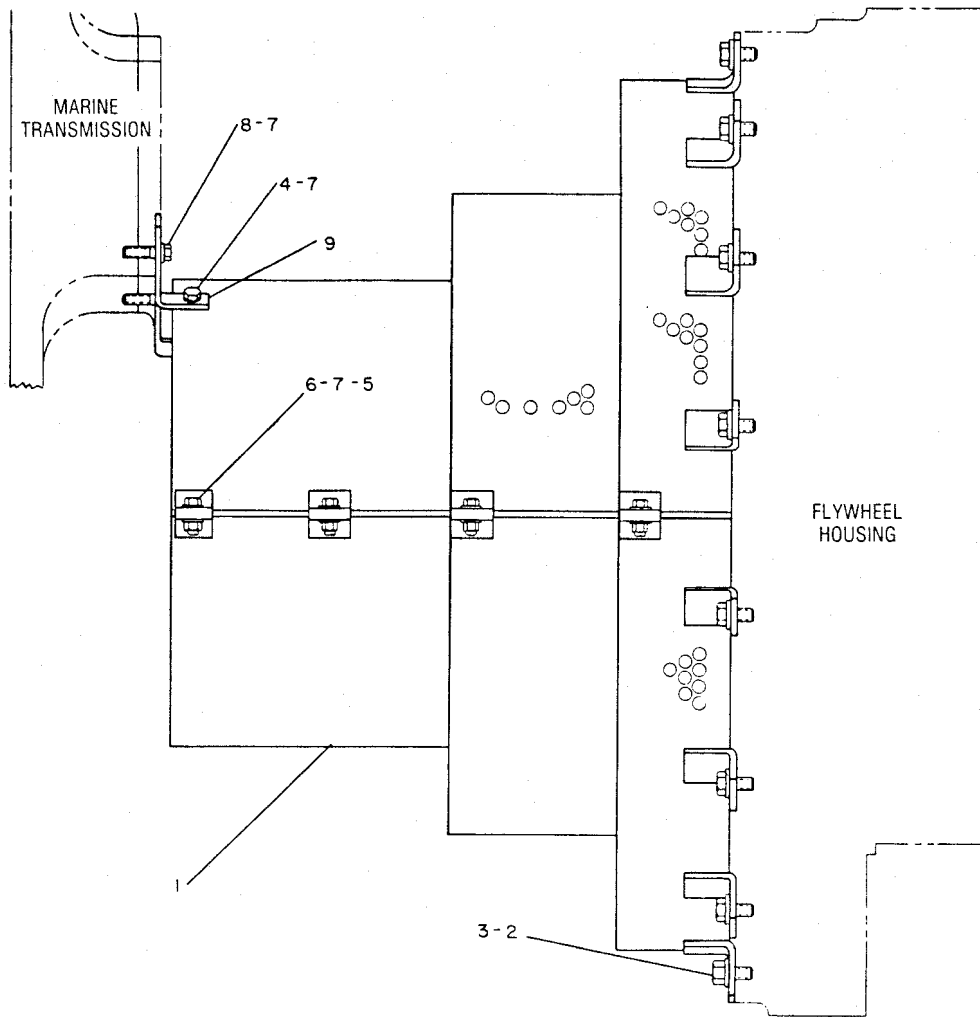 MARINE
TRANSMISSION
8-7
4-7
9
6-7-5
FLYWHEEL
HOUSING
1
3-2